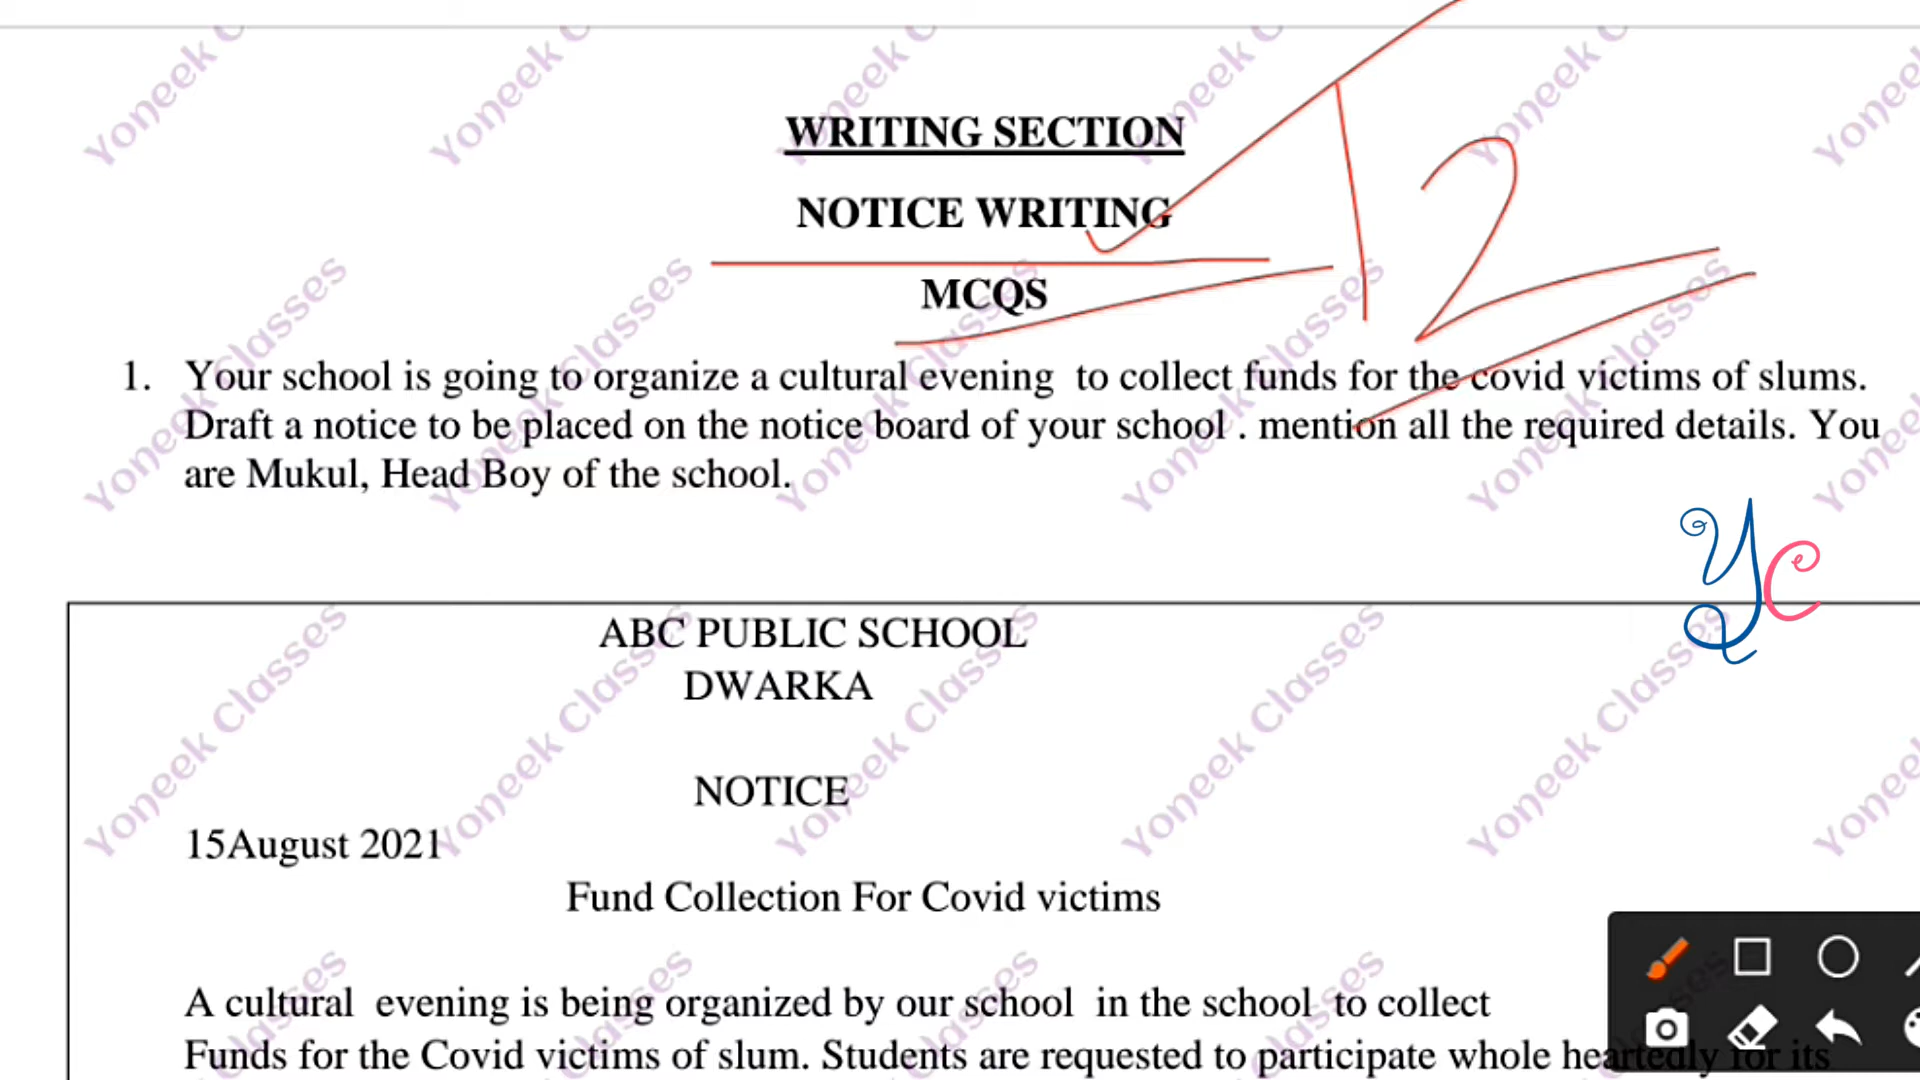 WRITING SECTION
NOTICE WRITING
12
MCQS
1. Your school is going to organize a cultural evening to collect funds for the covid victims of slums.
Draft a notice to be placed on the notice board of your school . mention all the required details. You
are Mukul, Head Boy of the school.
YC
ABC PUBLIC SCHOOL
DWARKA
NOTICE
15August 2021
Fund Collection For Covid victims
A cultural evening is being organized by our school in the school to collect
Funds for the Covid victims of slum. Students are requested to participate whole heartedly for its
Yoneek Classes